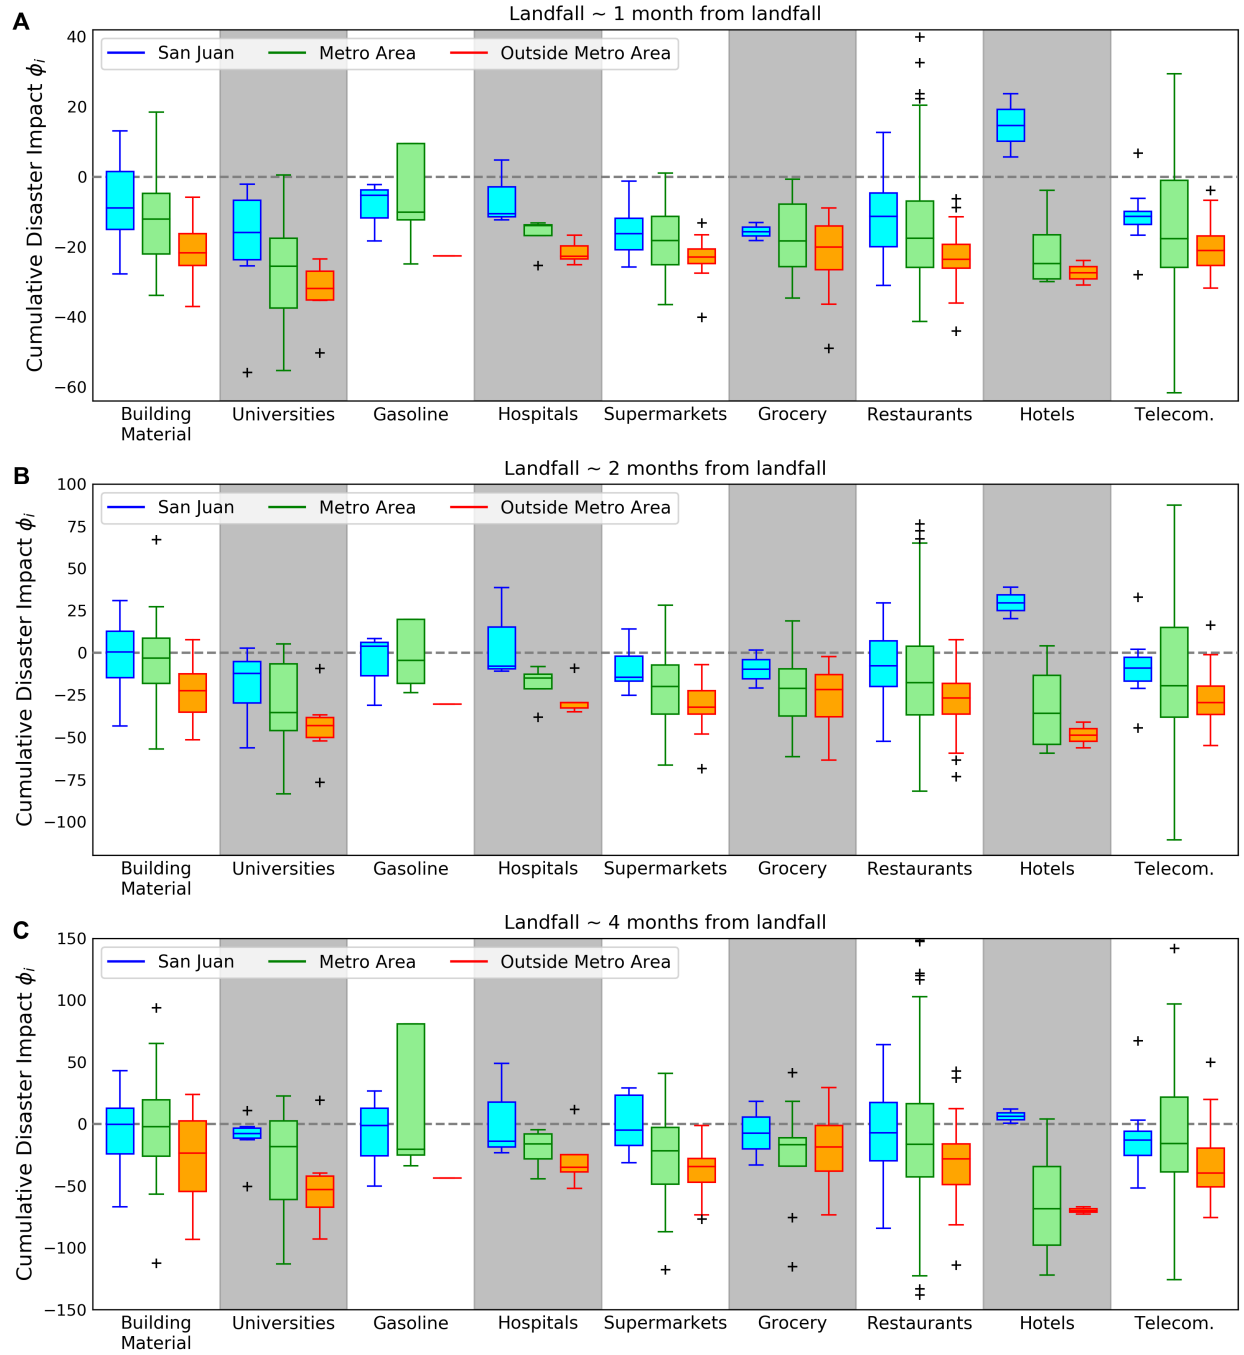 A
Landfall ~ 1 month from landfall
San Juan
Metro Area
Outside Metro Area
Cumulative Disaster Impact ϕi
40
20
0
−20
−40
−60
Building
Material
Universities
Gasoline
Hospitals
Supermarkets
Grocery
Restaurants
Hotels
Telecom.
B
Landfall ~ 2 months from landfall
San Juan
Metro Area
Outside Metro Area
Cumulative Disaster Impact ϕi
100
75
50
25
0
−25
−50
−75
−100
Building
Material
Universities
Gasoline
Hospitals
Supermarkets
Grocery
Restaurants
Hotels
Telecom.
C
Landfall ~ 4 months from landfall
San Juan
Metro Area
Outside Metro Area
Cumulative Disaster Impact ϕi
150
100
50
0
−50
−100
−150
Building
Material
Universities
Gasoline
Hospitals
Supermarkets
Grocery
Restaurants
Hotels
Telecom.